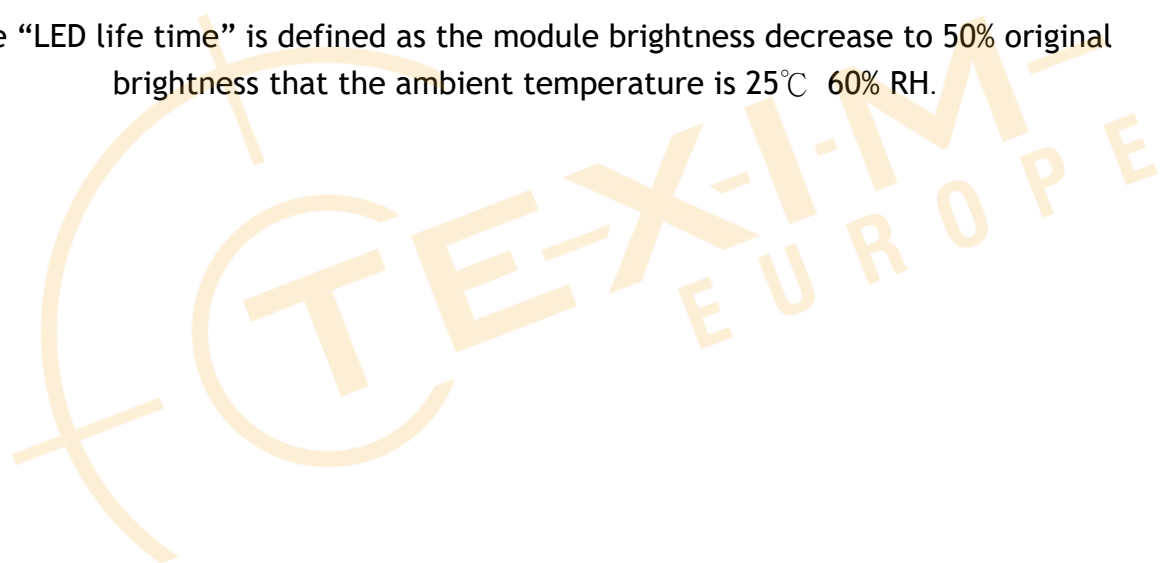 “LED life time” is defined as the module brightness decrease to 50% original
brightness that the ambient temperature is 25℃ 60% RH.
TEXIM
EUROPE